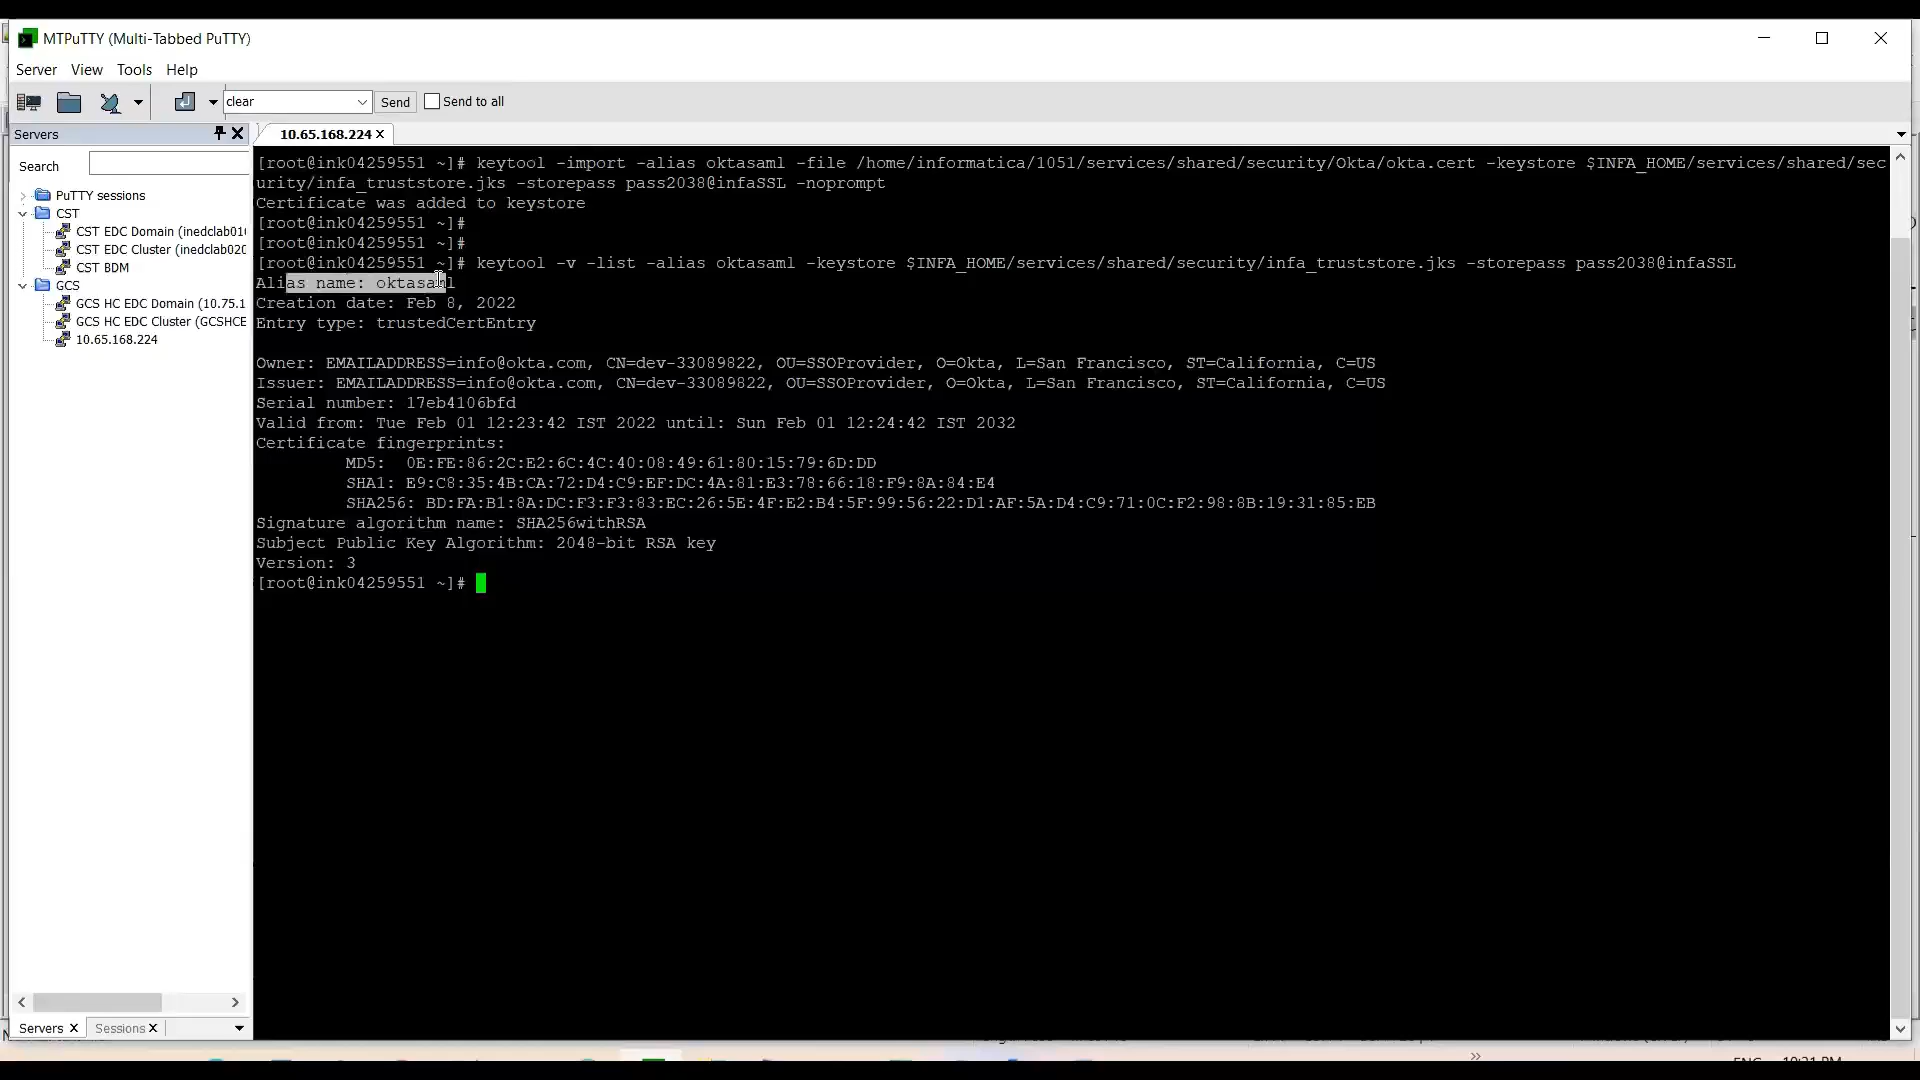 MTPuTTY (Multi-Tabbed PuTTY)
Server View Tools Help
clear Send Send to all
Servers
10.65.168.224
Search
PuTTY sessions
CST
CST EDC Domain (inedclab01
CST EDC Cluster (inedclab020
CST BDM
GCS
GCS HC EDC Domain (10.75.1
GCS HC EDC Cluster (GCSHCE
10.65.168.224
[root@ink04259551 ~]# keytool -import -alias oktasaml -file /home/informatica/1051/services/shared/security/Okta/okta.cert -keystore $INFA_HOME/services/shared/sec
urity/infa_truststore.jks -storepass pass2038@infaSSL -noprompt
Certificate was added to keystore
[root@ink04259551 ~]#
[root@ink04259551 ~]#
[root@ink04259551 ~]# keytool -v -list -alias oktasaml -keystore $INFA_HOME/services/shared/security/infa_truststore.jks -storepass pass2038@infaSSL
Alias name: oktasaml
Creation date: Feb 8, 2022
Entry type: trustedCertEntry
Owner: EMAILADDRESS=info@okta.com, CN=dev-33089822, OU=SSOProvider, O=Okta, L=San Francisco, ST=California, C=US
Issuer: EMAILADDRESS=info@okta.com, CN=dev-33089822, OU=SSOProvider, O=Okta, L=San Francisco, ST=California, C=US
Serial number: 17eb4106bfd
Valid from: Tue Feb 01 12:23:42 IST 2022 until: Sun Feb 01 12:24:42 IST 2032
Certificate fingerprints:
MD5: 0E:FE:86:2C:E2:6C:4C:40:08:49:61:80:15:79:6D:DD
SHA1: E9:C8:35:4B:CA:72:D4:C9:EF:DC:4A:81:E3:78:66:18:F9:8A:84:E4
SHA256: BD:FA:B1:8A:DC:F3:F3:83:EC:26:5E:4F:E2:B4:5F:99:56:22:D1:AF:5A:D4:C9:71:0C:F2:98:8B:19:31:85:EB
Signature algorithm name: SHA256withRSA
Subject Public Key Algorithm: 2048-bit RSA key
Version: 3
[root@ink04259551 ~]#
Servers Sessions